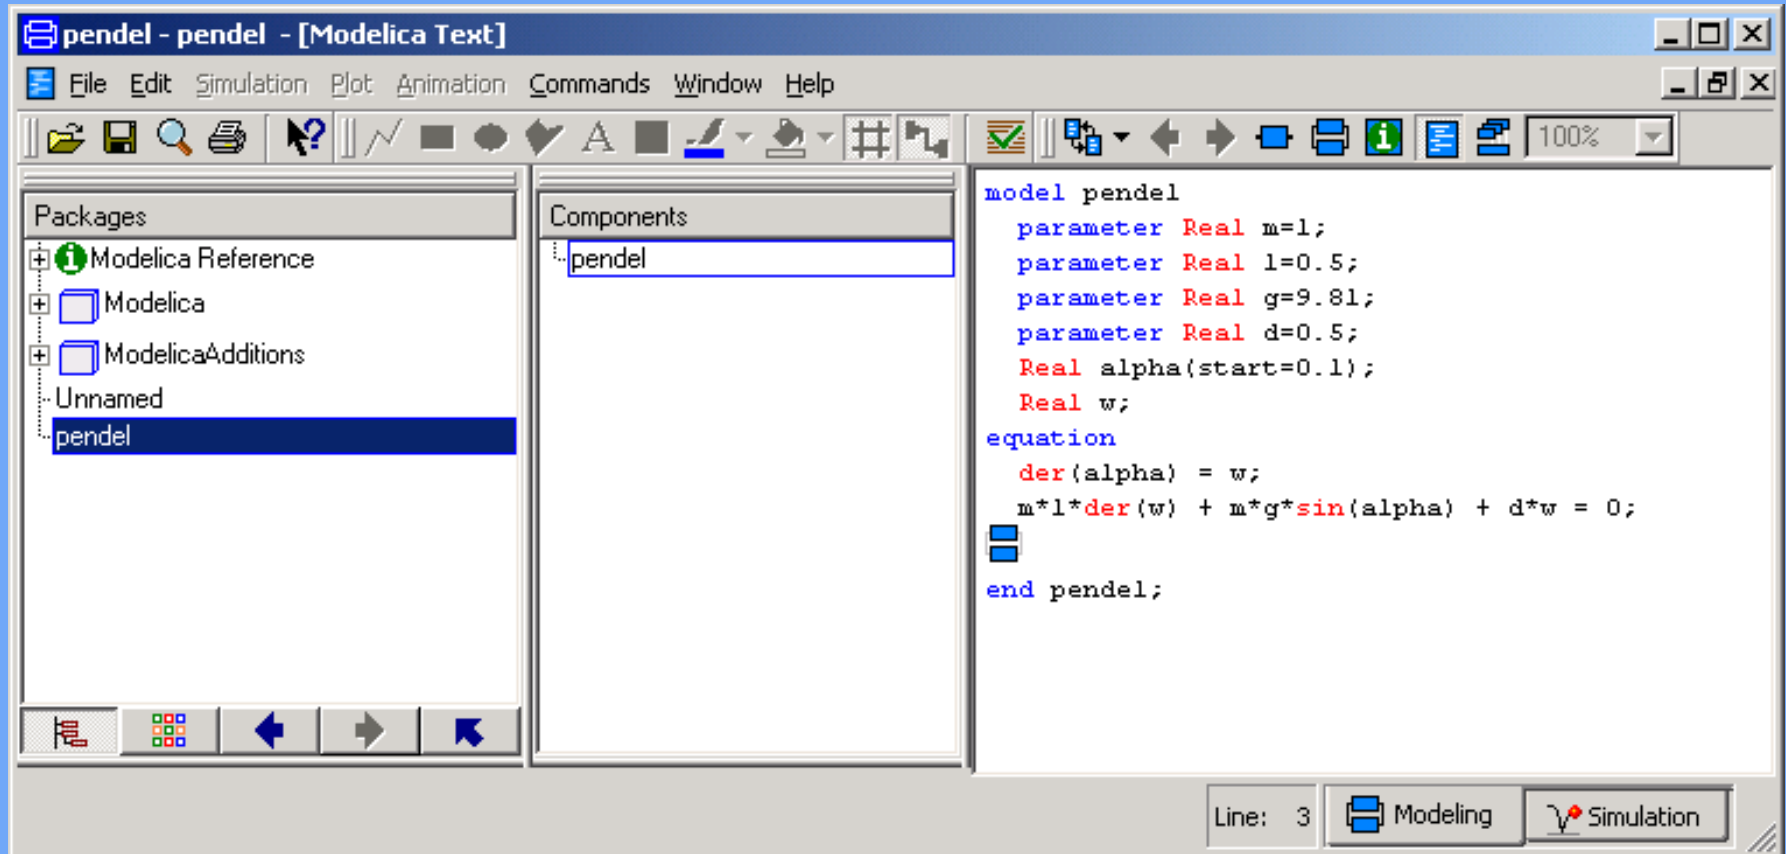 pendel - pendel - [Modelica Text]
File Edit Simulation Plot Animation Commands Window Help
A 100%
Packages
Modelica Reference
Modelica
ModelicaAdditions
Unnamed
pendel
Components
pendel
model pendel
parameter Real m=1;
parameter Real l=0.5;
parameter Real g=9.81;
parameter Real d=0.5;
Real alpha(start=0.1);
Real w;
equation
der(alpha) = w;
m*l*der(w) + m*g*sin(alpha) + d*w = 0;
end pendel;
Line: 3 Modeling Simulation